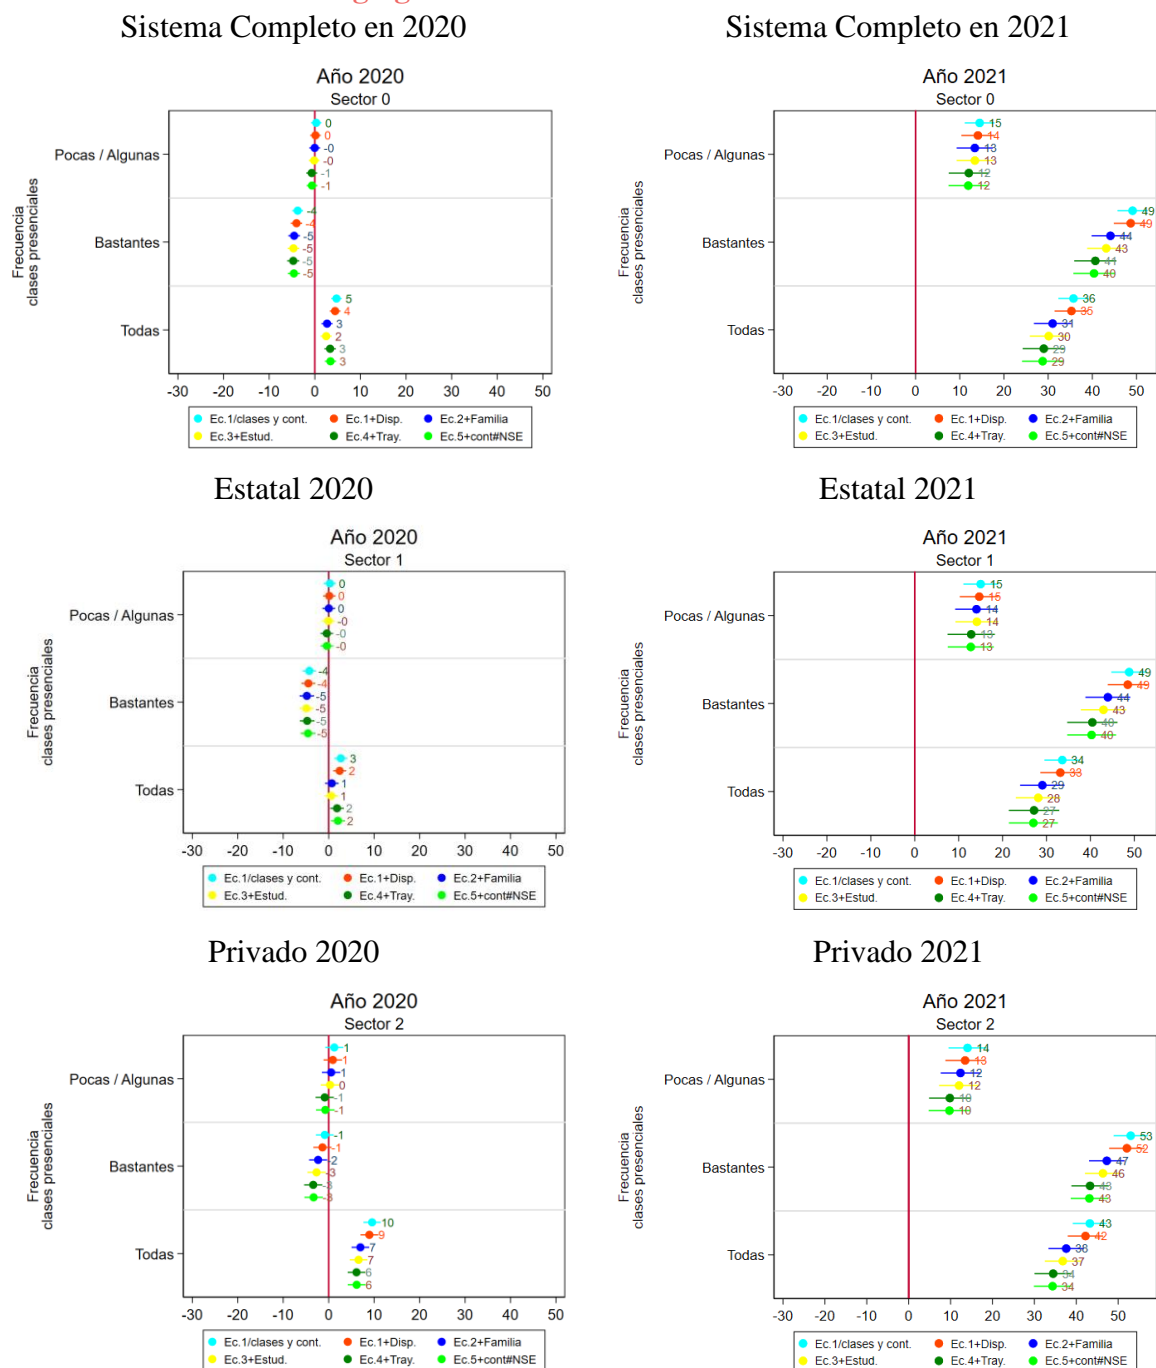 Sistema Completo en 2020
Año 2020
Sector 0
Frecuencia
clases presenciales
Pocas / Algunas
0
0
-0
-0
-1
-1
Bastantes
-4
-4
-5
-5
-5
-5
Todas
5
4
3
2
3
3
-30 -20 -10 0 10 20 30 40 50
Ec.1/clases y cont. Ec.1+Disp. Ec.2+Familia
Ec.3+Estud. Ec.4+Tray. Ec.5+cont#NSE
Sistema Completo en 2021
Año 2021
Sector 0
Frecuencia
clases presenciales
Pocas / Algunas
15
14
13
13
12
12
Bastantes
49
49
44
43
41
40
Todas
36
35
31
30
29
29
-30 -20 -10 0 10 20 30 40 50
Ec.1/clases y cont. Ec.1+Disp. Ec.2+Familia
Ec.3+Estud. Ec.4+Tray. Ec.5+cont#NSE
Estatal 2020
Año 2020
Sector 1
Frecuencia
clases presenciales
Pocas / Algunas
0
0
0
-0
-0
-0
Bastantes
-4
-4
-5
-5
-5
-5
Todas
3
2
1
1
2
2
-30 -20 -10 0 10 20 30 40 50
Ec.1/clases y cont. Ec.1+Disp. Ec.2+Familia
Ec.3+Estud. Ec.4+Tray. Ec.5+cont#NSE
Estatal 2021
Año 2021
Sector 1
Frecuencia
clases presenciales
Pocas / Algunas
15
15
14
14
13
13
Bastantes
49
49
44
43
40
40
Todas
34
33
29
28
27
27
-30 -20 -10 0 10 20 30 40 50
Ec.1/clases y cont. Ec.1+Disp. Ec.2+Familia
Ec.3+Estud. Ec.4+Tray. Ec.5+cont#NSE
Privado 2020
Año 2020
Sector 2
Frecuencia
clases presenciales
Pocas / Algunas
1
1
1
0
-1
-1
Bastantes
-1
-1
-2
-3
-3
-3
Todas
10
9
7
7
6
6
-30 -20 -10 0 10 20 30 40 50
Ec.1/clases y cont. Ec.1+Disp. Ec.2+Familia
Ec.3+Estud. Ec.4+Tray. Ec.5+cont#NSE
Privado 2021
Año 2021
Sector 2
Frecuencia
clases presenciales
Pocas / Algunas
14
13
12
12
10
10
Bastantes
53
52
47
46
43
43
Todas
43
42
38
37
34
34
-30 -20 -10 0 10 20 30 40 50
Ec.1/clases y cont. Ec.1+Disp. Ec.2+Familia
Ec.3+Estud. Ec.4+Tray. Ec.5+cont#NSE